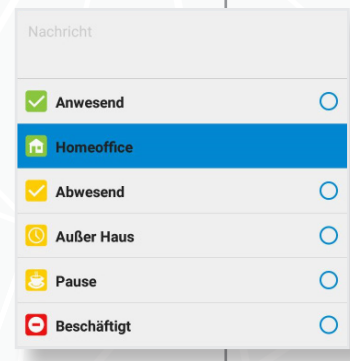 Nachricht
Anwesend
Homeoffice
Abwesend
Außer Haus
Pause
Beschäftigt